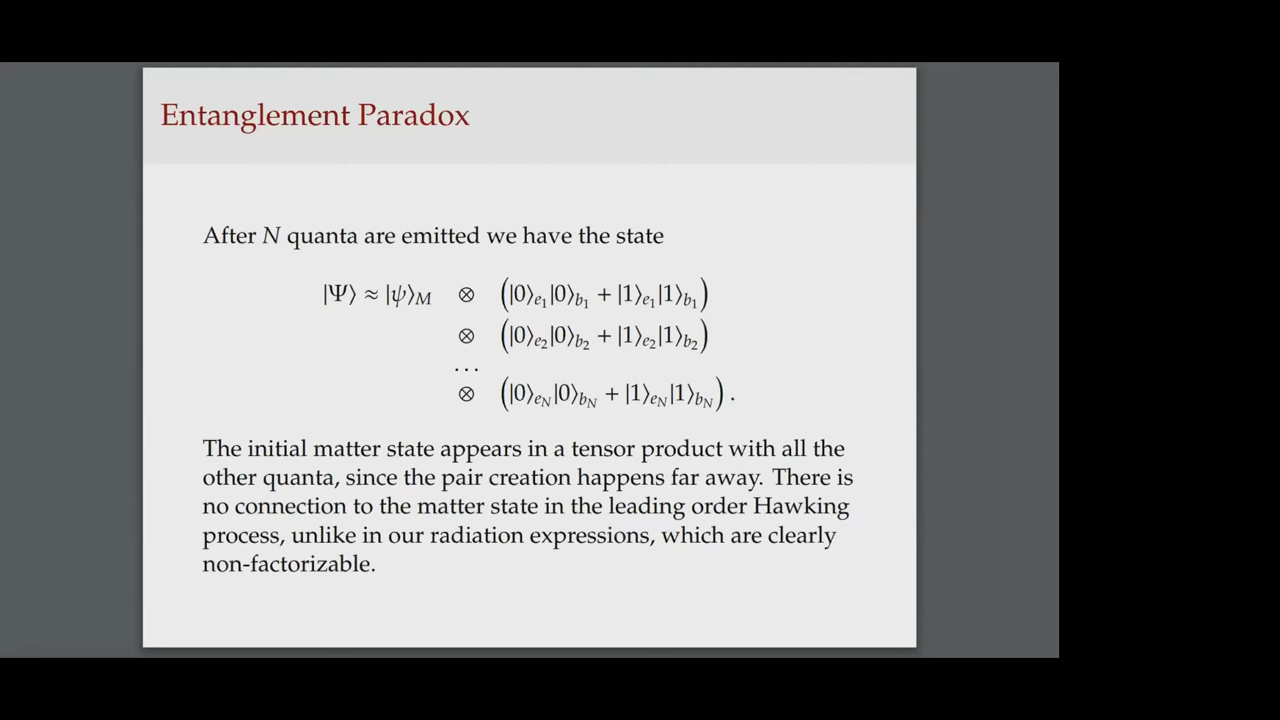 Entanglement Paradox
After N quanta are emitted we have the state
|Ψ⟩ ≈ |ψ⟩_M ⊗ (|0⟩_{e_1}|0⟩_{b_1} + |1⟩_{e_1}|1⟩_{b_1})
⊗ (|0⟩_{e_2}|0⟩_{b_2} + |1⟩_{e_2}|1⟩_{b_2})
...
⊗ (|0⟩_{e_N}|0⟩_{b_N} + |1⟩_{e_N}|1⟩_{b_N}) .
The initial matter state appears in a tensor product with all the
other quanta, since the pair creation happens far away. There is
no connection to the matter state in the leading order Hawking
process, unlike in our radiation expressions, which are clearly
non-factorizable.